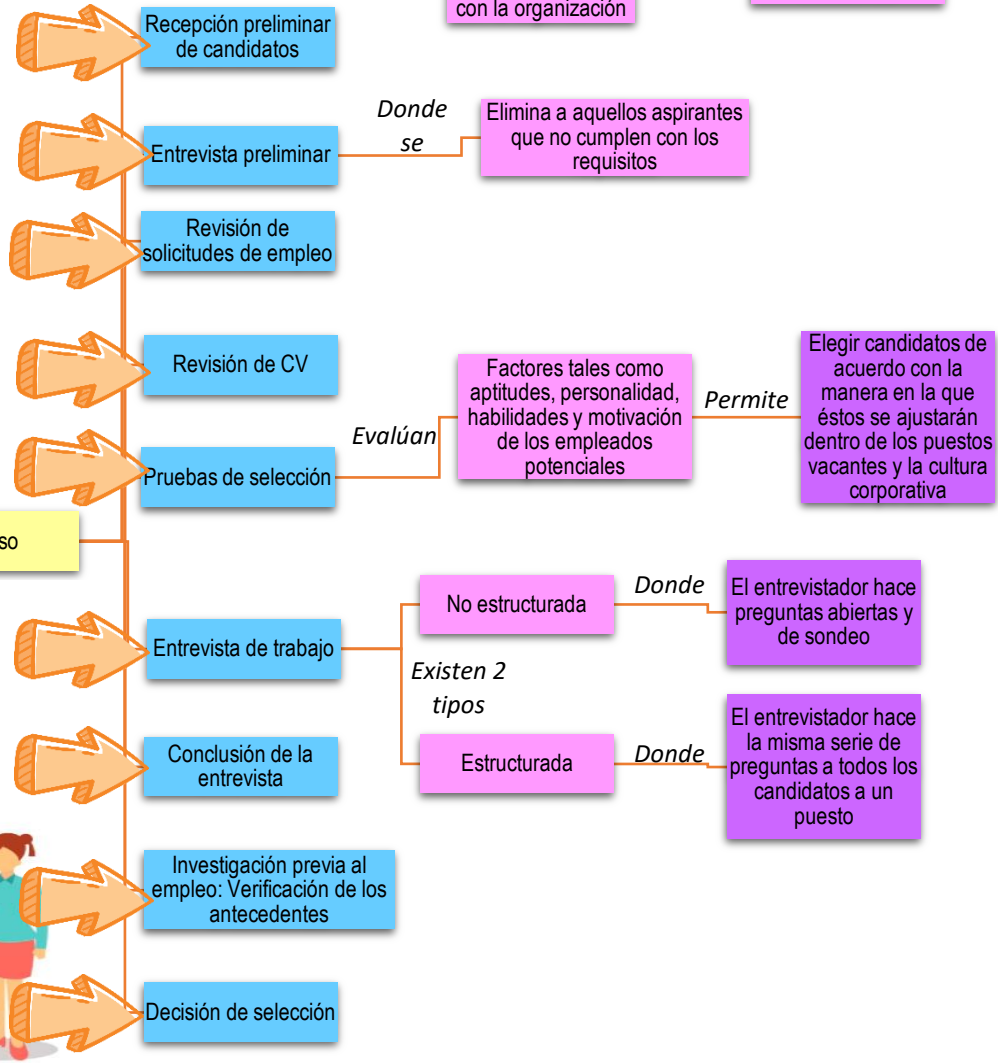 con la organización
Recepción preliminar
de candidatos
Entrevista preliminar
Donde
se
Elimina a aquellos aspirantes
que no cumplen con los
requisitos
Revisión de
solicitudes de empleo
Revisión de CV
Pruebas de selección
Evalúan
Factores tales como
aptitudes, personalidad,
habilidades y motivación
de los empleados
potenciales
Permite
Elegir candidatos de
acuerdo con la
manera en la que
éstos se ajustarán
dentro de los puestos
vacantes y la cultura
corporativa
so
Entrevista de trabajo
Existen 2
tipos
No estructurada
Donde
El entrevistador hace
preguntas abiertas y
de sondeo
Estructurada
Donde
El entrevistador hace
la misma serie de
preguntas a todos los
candidatos a un
puesto
Conclusión de la
entrevista
Investigación previa al
empleo: Verificación de los
antecedentes
Decisión de selección